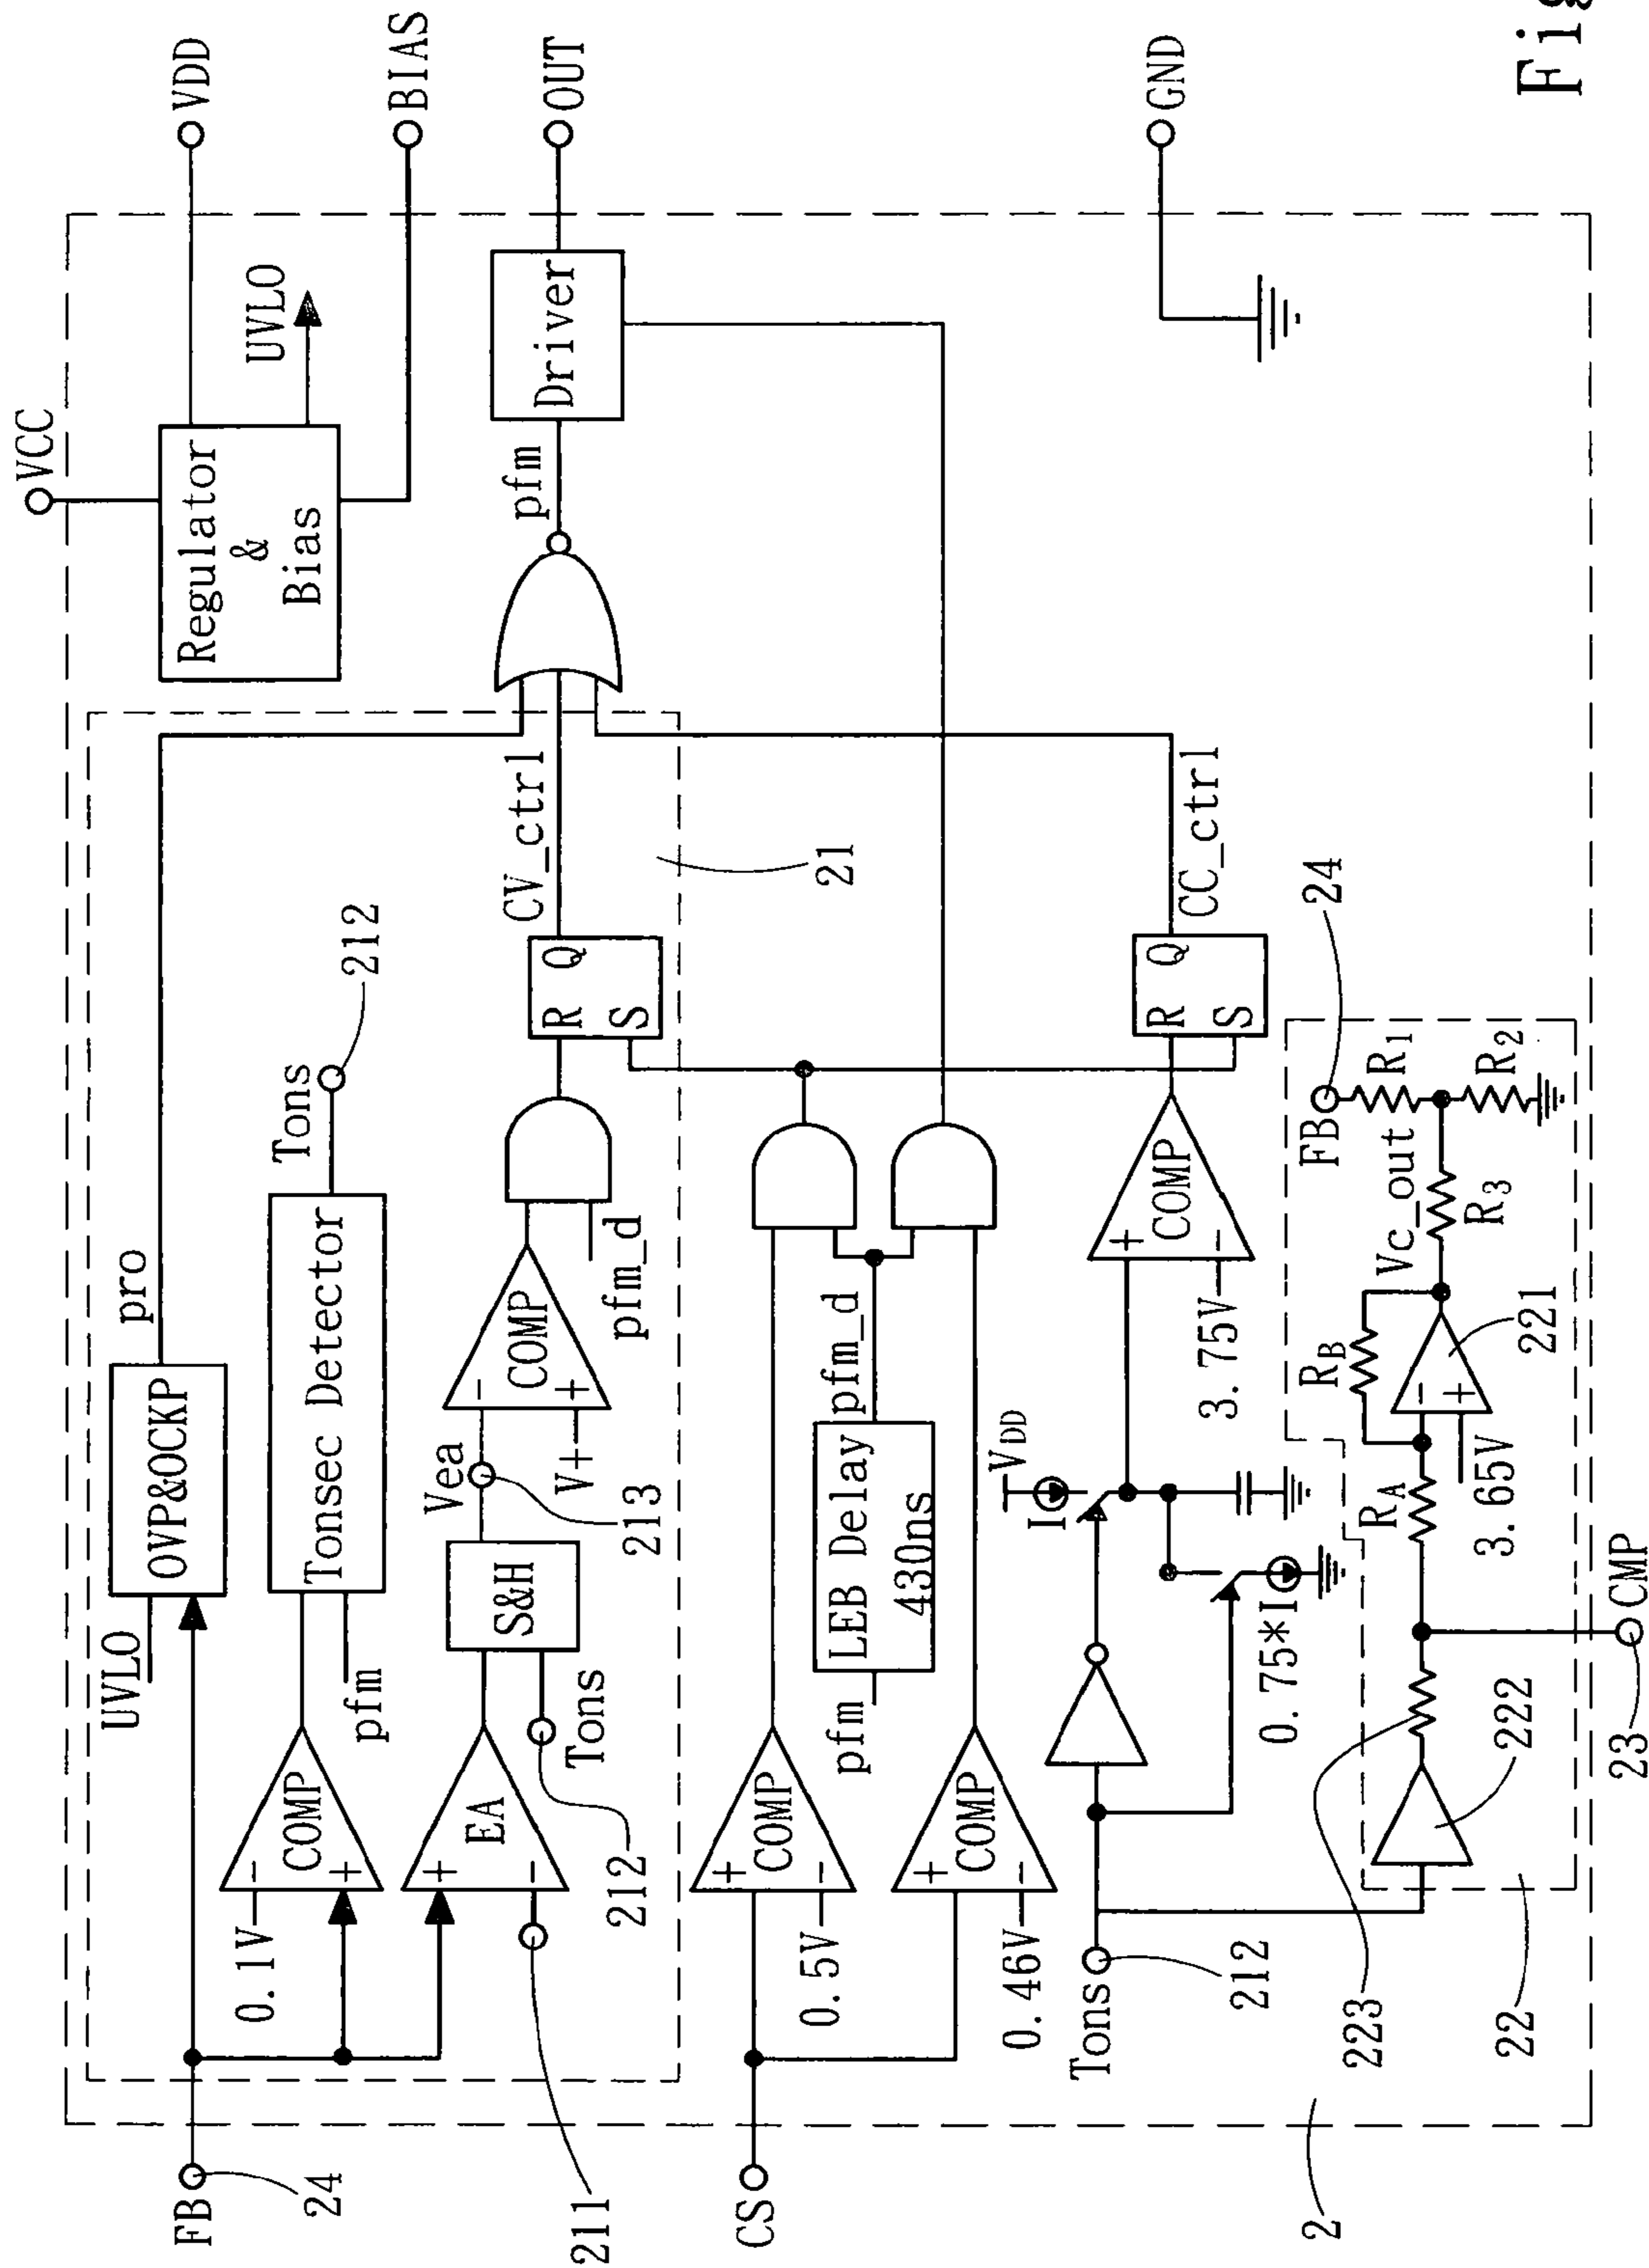 VCC
VDD
BIAS
OUT
GND
Regulator
&
Bias
UVLO
Driver
pfm
pro
OVP&OCKP
UVLO
FB
24
0.1V
-
COMP
+
Tonsec Detector
pfm
Tons
212
+
EA
-
211
S&H
Tons
212
Vea
213
-
COMP
+
V+
pfm_d
R Q
S
CV_ctrl
21
CS
+
COMP
-
0.5V
+
COMP
-
0.46V
pfm
LEB Delay
430ns
pfm_d
Tons
212
VDD
I
0.75*I
+
COMP
-
3.75V
R Q
S
CC_ctrl
222
223
22
CMP
23
RA
RB
-
+
3.65V
221
Vc_out
R3
FB
24
R1
R2
2
Fig